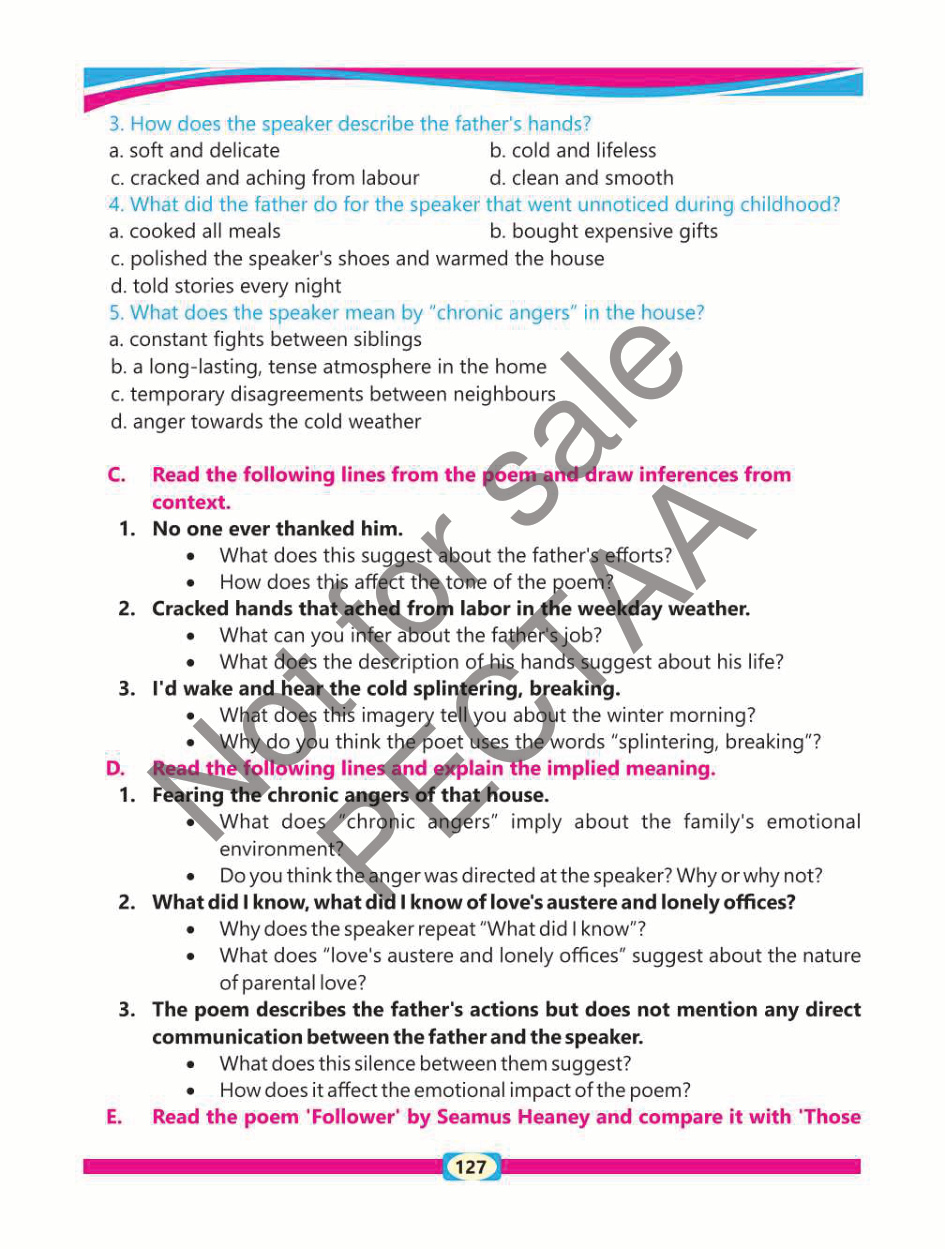 3. How does the speaker describe the father's hands?
a. soft and delicate b. cold and lifeless
c. cracked and aching from labour d. clean and smooth
4. What did the father do for the speaker that went unnoticed during childhood?
a. cooked all meals b. bought expensive gifts
c. polished the speaker's shoes and warmed the house
d. told stories every night
5. What does the speaker mean by “chronic angers” in the house?
a. constant fights between siblings
b. a long-lasting, tense atmosphere in the home
c. temporary disagreements between neighbours
d. anger towards the cold weather
C. Read the following lines from the poem and draw inferences from
context.
1. No one ever thanked him.
• What does this suggest about the father's efforts?
• How does this affect the tone of the poem?
2. Cracked hands that ached from labor in the weekday weather.
• What can you infer about the father's job?
• What does the description of his hands suggest about his life?
3. I'd wake and hear the cold splintering, breaking.
• What does this imagery tell you about the winter morning?
• Why do you think the poet uses the words “splintering, breaking”?
D. Read the following lines and explain the implied meaning.
1. Fearing the chronic angers of that house.
• What does “chronic angers” imply about the family's emotional
environment?
• Do you think the anger was directed at the speaker? Why or why not?
2. What did I know, what did I know of love's austere and lonely offices?
• Why does the speaker repeat “What did I know”?
• What does “love's austere and lonely offices” suggest about the nature
of parental love?
3. The poem describes the father's actions but does not mention any direct
communication between the father and the speaker.
• What does this silence between them suggest?
• How does it affect the emotional impact of the poem?
E. Read the poem 'Follower' by Seamus Heaney and compare it with 'Those
127
Not for sale
PECTAA